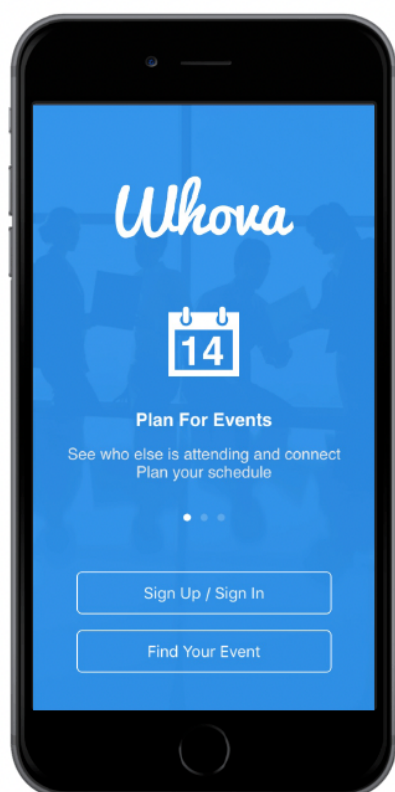 Whova
14
Plan For Events
See who else is attending and connect
Plan your schedule
Sign Up / Sign In
Find Your Event